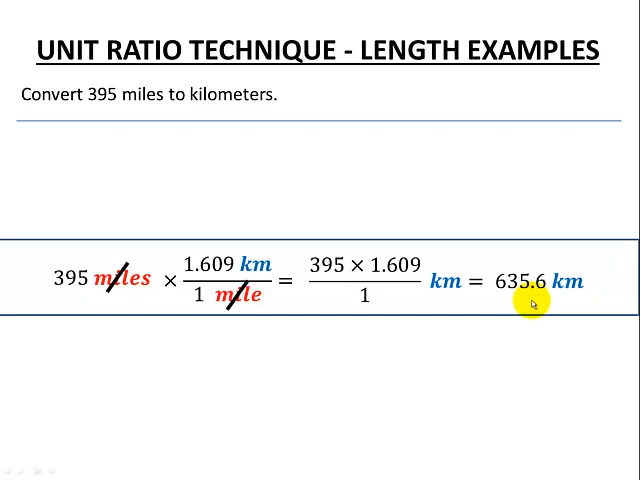 UNIT RATIO TECHNIQUE - LENGTH EXAMPLES
Convert 395 miles to kilometers.
395 miles × 1.609 km / 1 mile = 395 × 1.609 / 1 km = 635.6 km